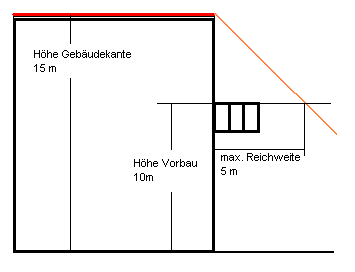 Höhe Gebäudekante
15 m
Höhe Vorbau
10m
max. Reichweite
5 m